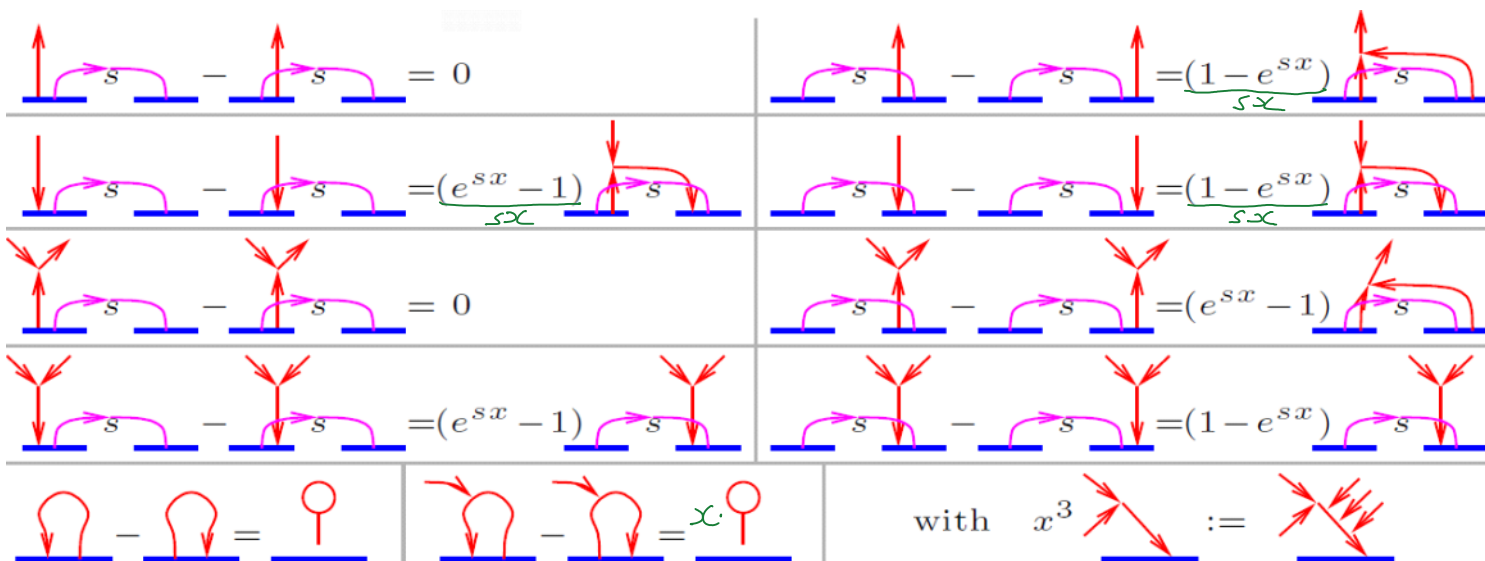 s − s = 0
s − s = (1 − e^{sx}) s
sx
s − s = (e^{sx} − 1) s
sx
s − s = (1 − e^{sx}) s
sx
s − s = 0
s − s = (e^{sx} − 1) s
s − s = (e^{sx} − 1) s
s − s = (1 − e^{sx}) s
− =
− = x·
with x^3 :=